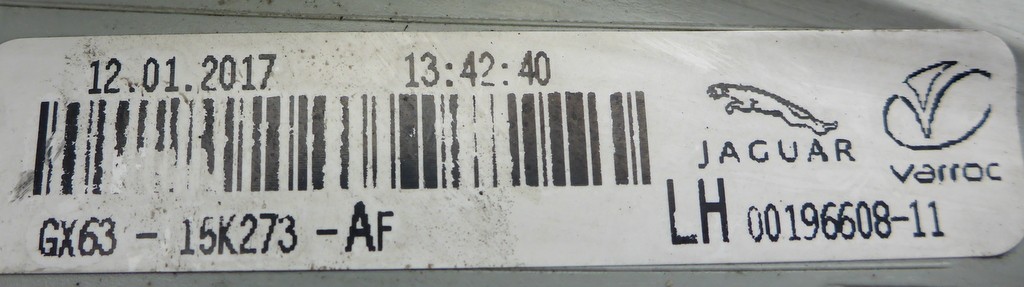 12.01.2017 13:42:40
JAGUAR
varroc
GX63 - 15K273 -AF
LH 00196608-11